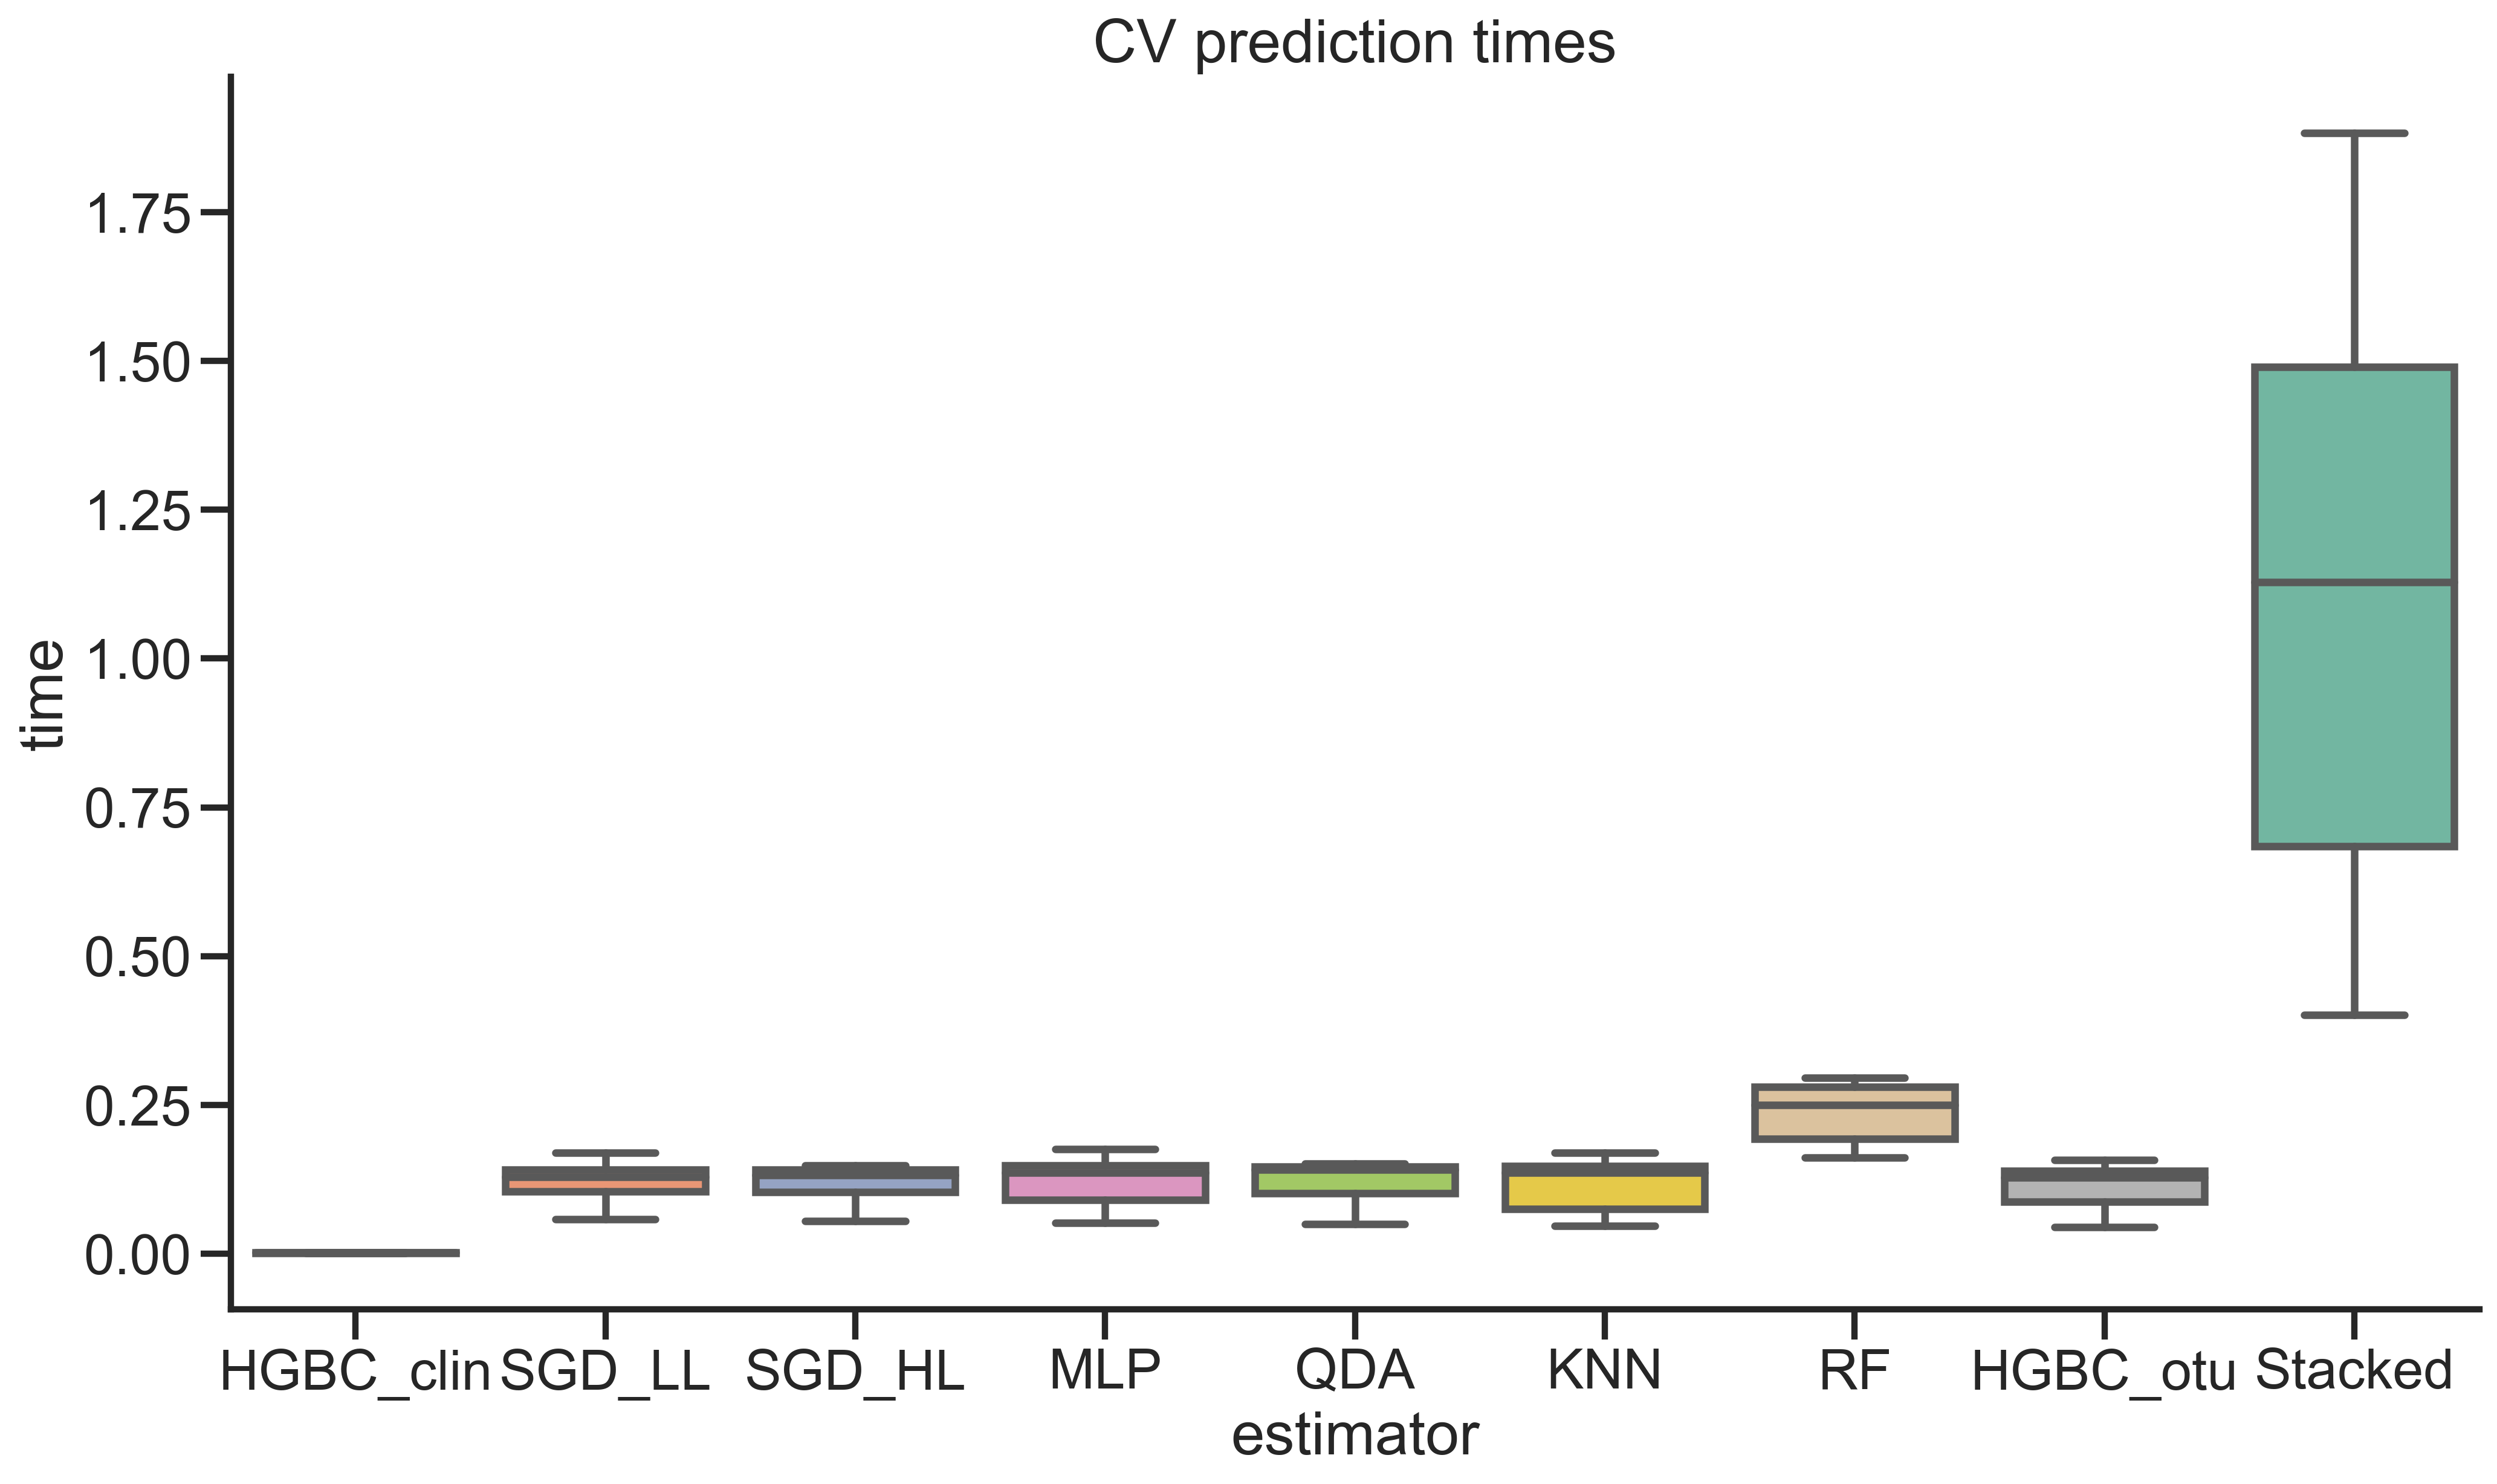 CV prediction times
1.75
1.50
1.25
1.00
0.75
0.50
0.25
0.00
time
HGBC_clin SGD_LL SGD_HL MLP QDA KNN RF HGBC_otu Stacked
estimator